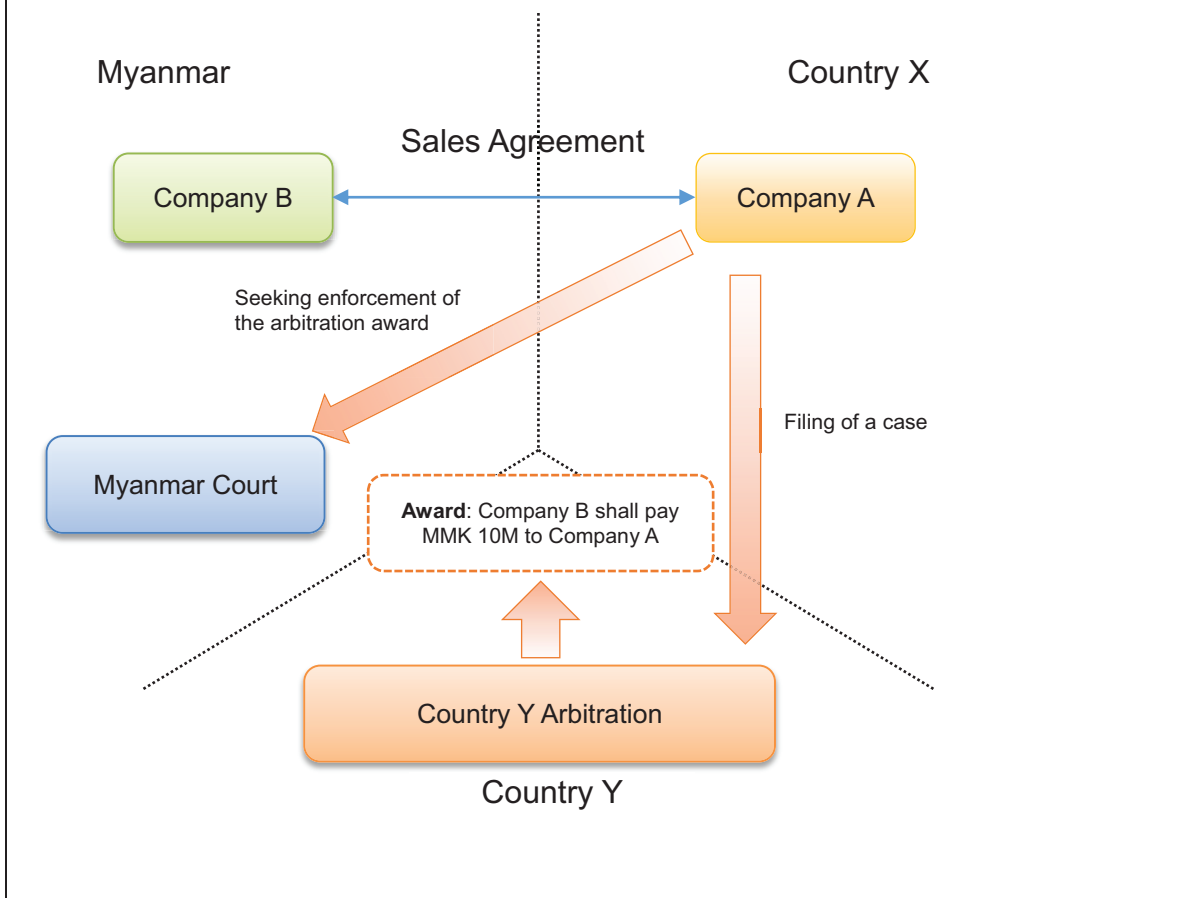 Myanmar
Country X
Sales Agreement
Company B
Company A
Seeking enforcement of
the arbitration award
Filing of a case
Myanmar Court
Award: Company B shall pay
MMK 10M to Company A
Country Y Arbitration
Country Y